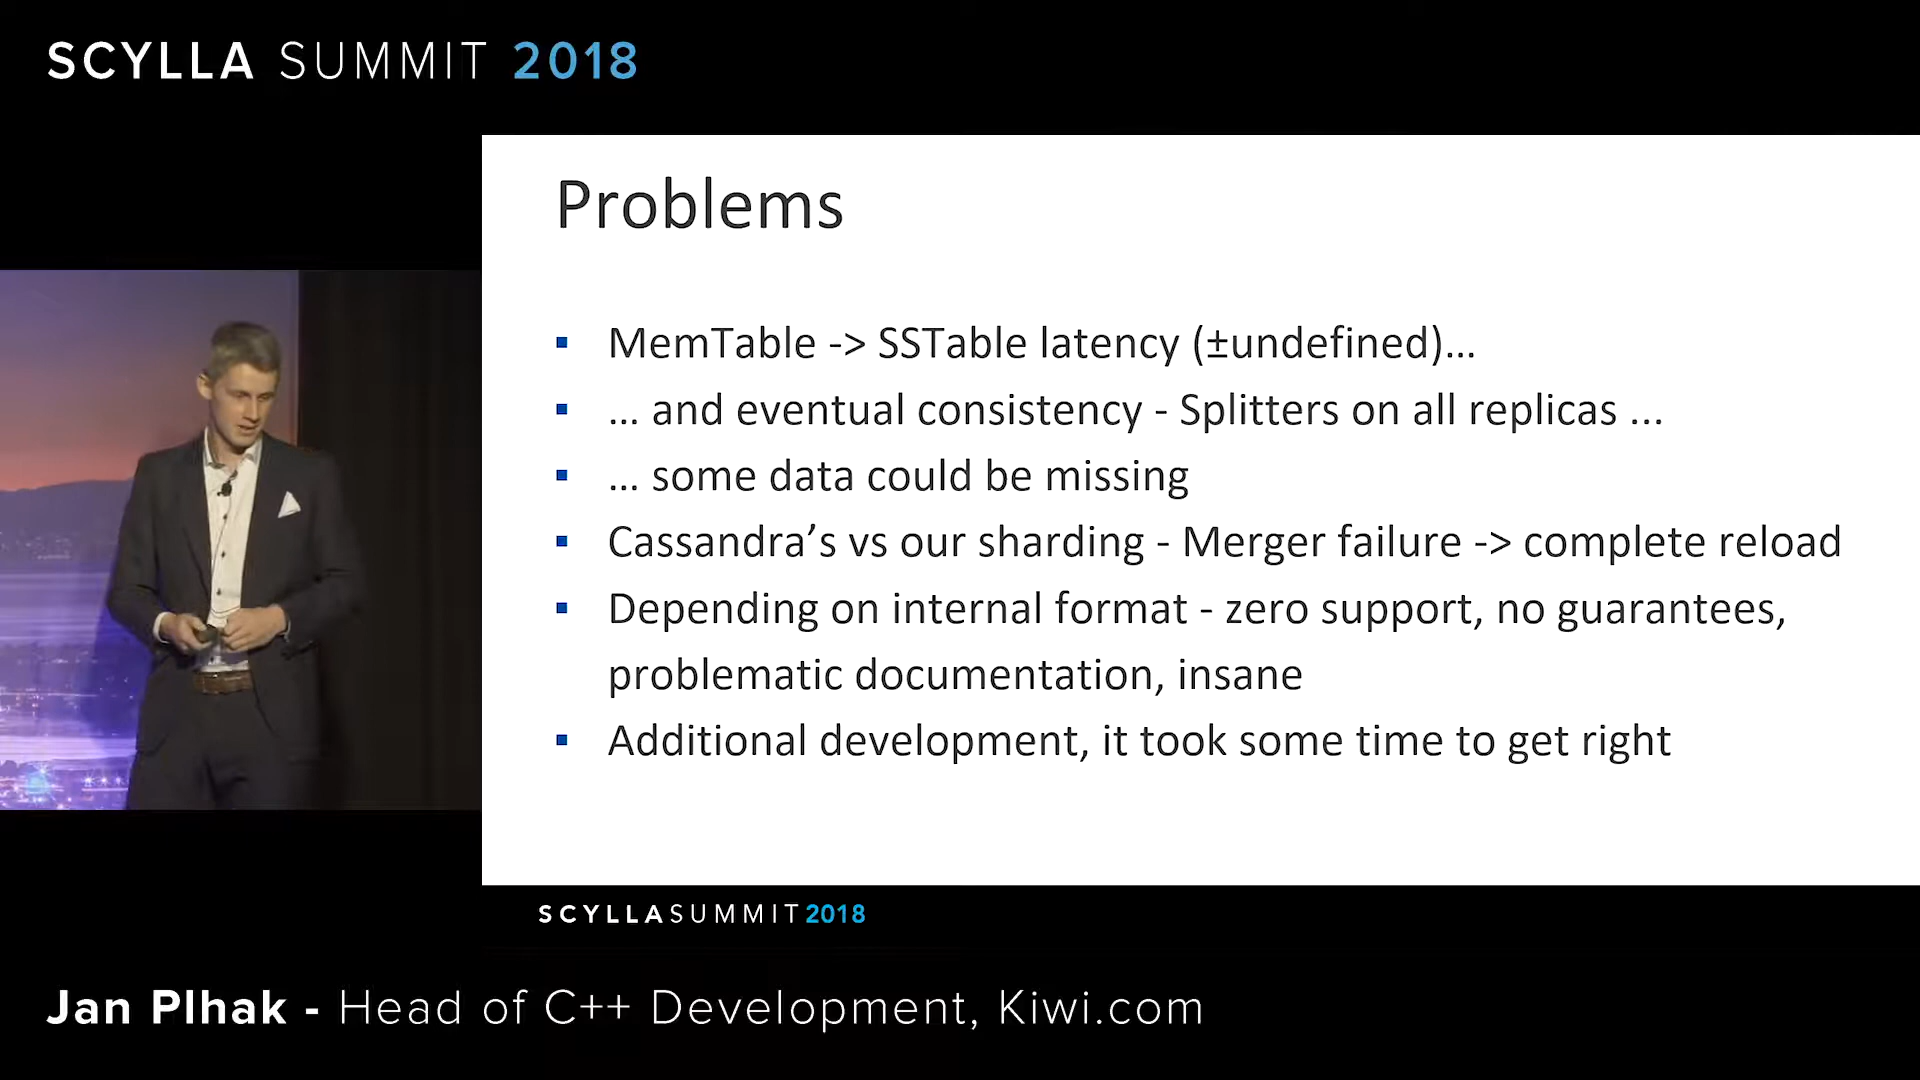 SCYLLA SUMMIT 2018
Problems
▪ MemTable -> SSTable latency (±undefined)…
▪ … and eventual consistency - Splitters on all replicas ...
▪ … some data could be missing
▪ Cassandra’s vs our sharding - Merger failure -> complete reload
▪ Depending on internal format - zero support, no guarantees,
problematic documentation, insane
▪ Additional development, it took some time to get right
SCYLLASUMMIT2018
Jan Plhak - Head of C++ Development, Kiwi.com